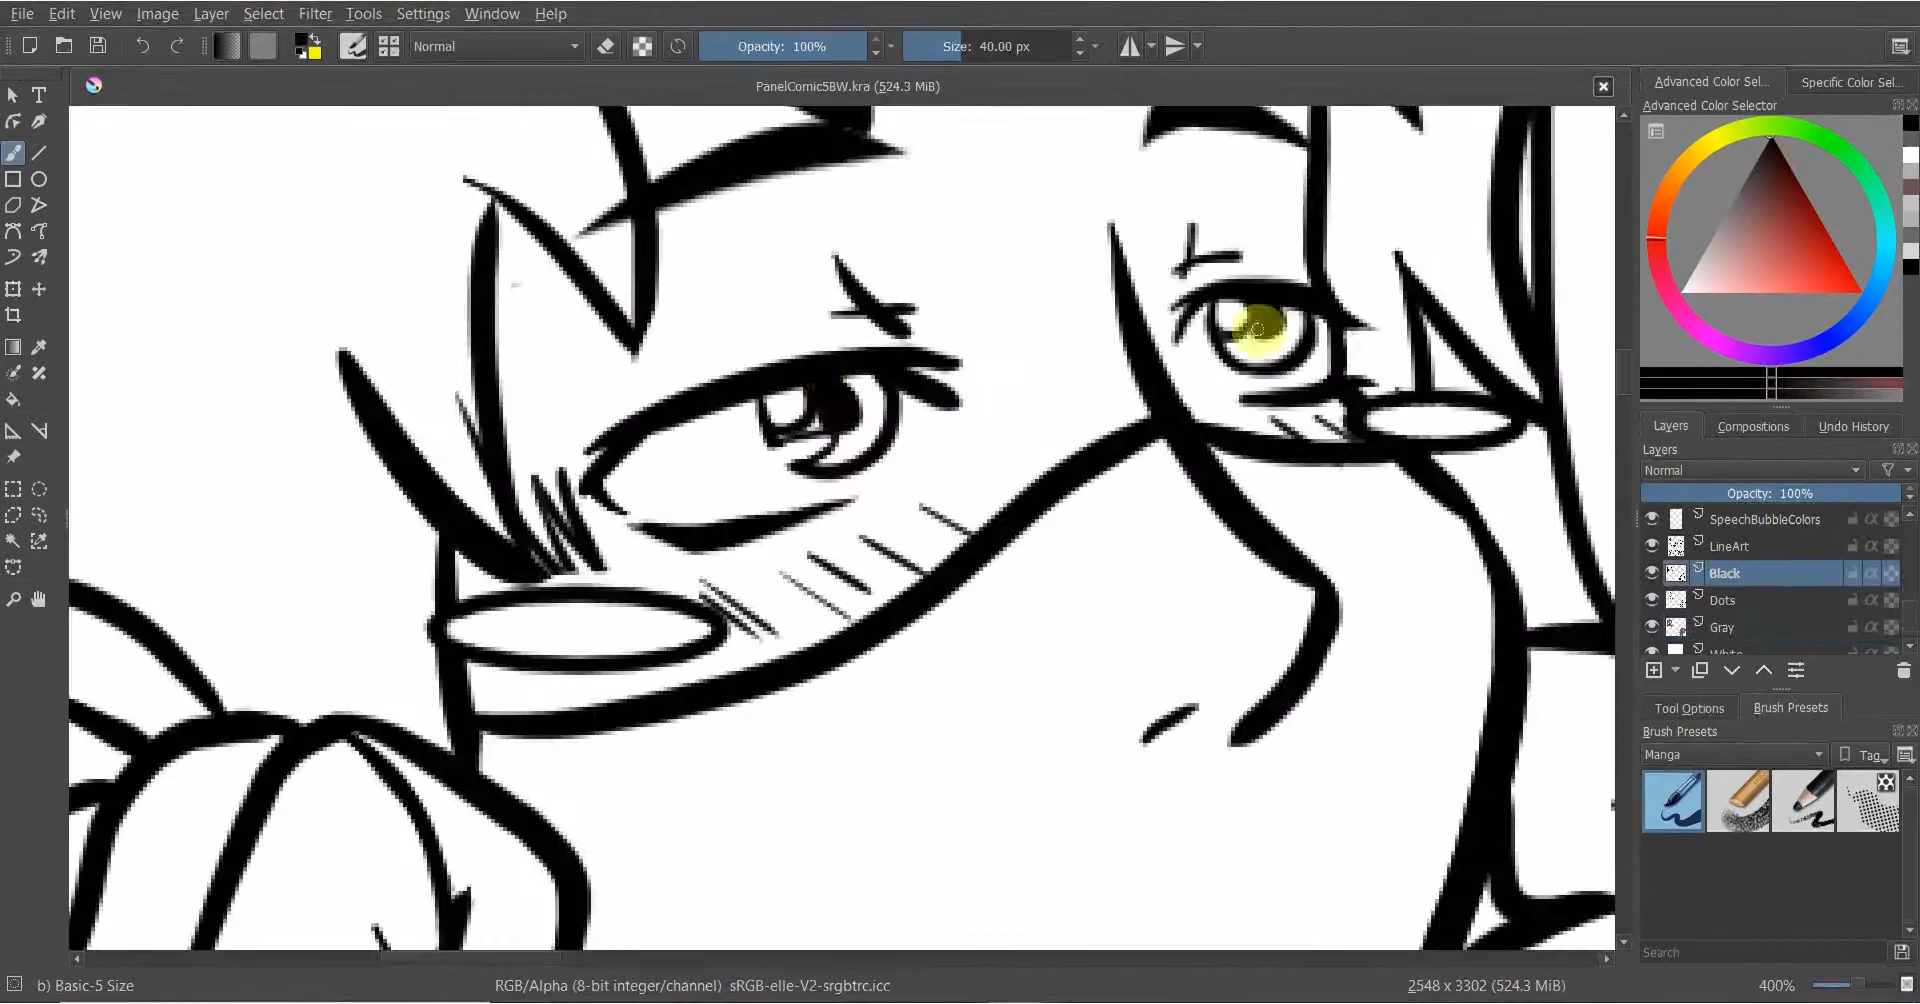 File Edit View Image Layer Select Filter Tools Settings Window Help
Normal Opacity: 100% Size: 40.00 px
PanelComic5BW.kra (524.3 MiB)
Advanced Color Sel... Specific Color Sel...
Advanced Color Selector
Layers Compositions Undo History
Layers
Normal
Opacity: 100%
SpeechBubbleColors
LineArt
Black
Dots
Gray
White
Tool Options Brush Presets
Brush Presets
Manga Tag
Search
b) Basic-5 Size RGB/Alpha (8-bit integer/channel) sRGB-elle-V2-srgbtrc.icc 2548 x 3302 (524.3 MiB) 400%